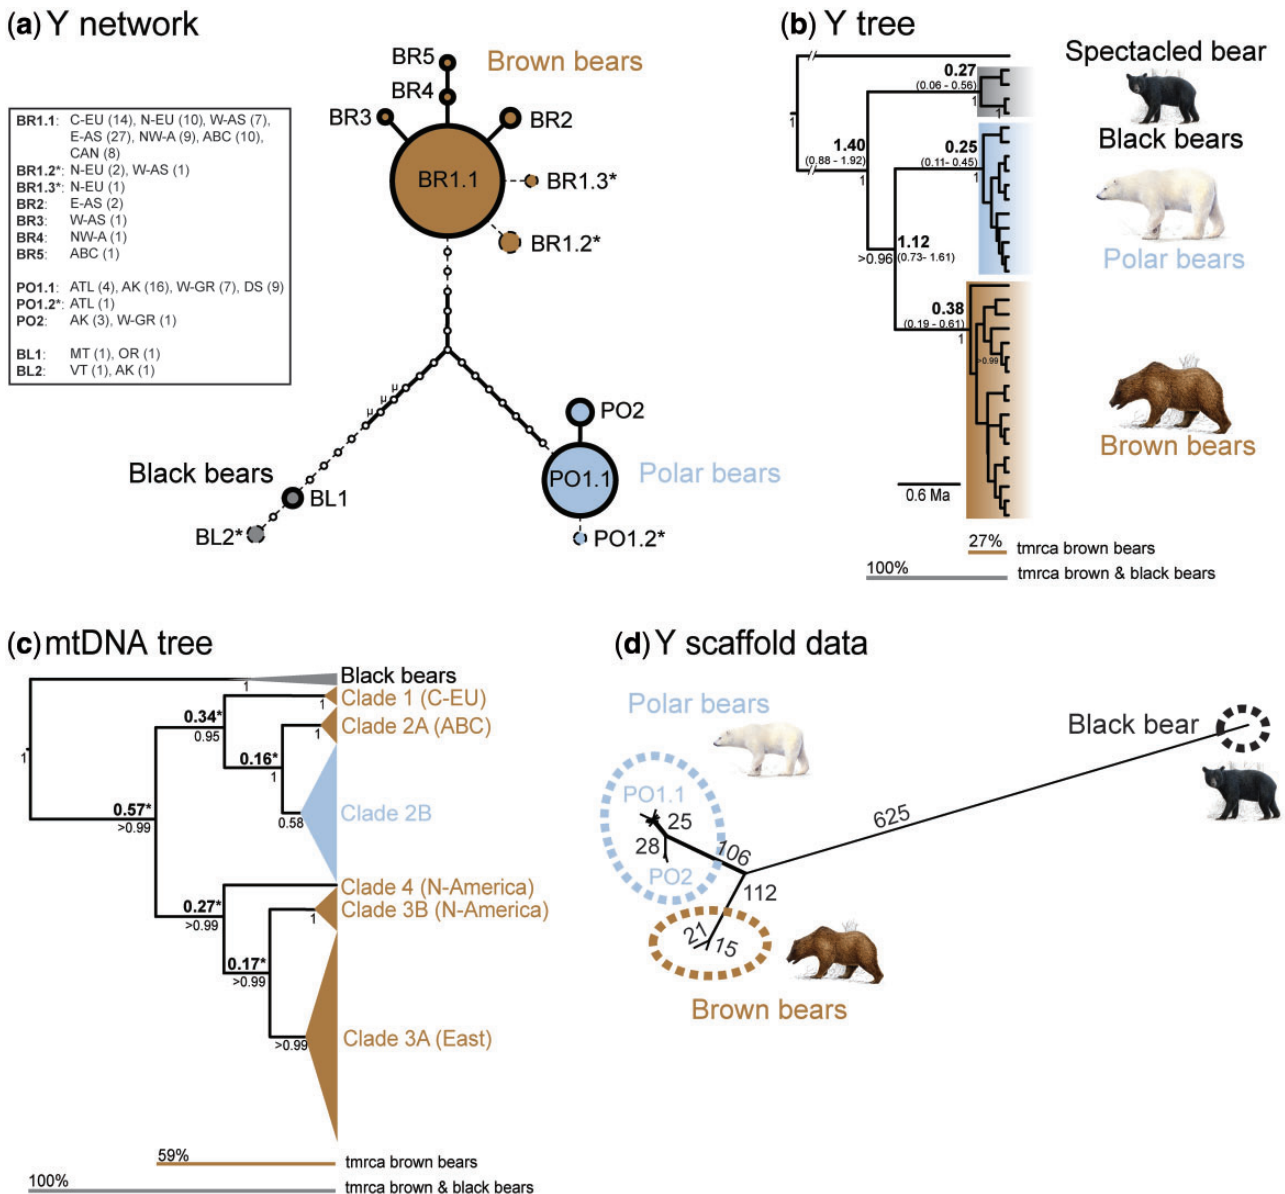 (a) Y network
BR5
Brown bears
BR4
BR3
BR2
BR1.1
BR1.3*
BR1.2*
BR1.1: C-EU (14), N-EU (10), W-AS (7),
E-AS (27), NW-A (9), ABC (10),
CAN (8)
BR1.2*: N-EU (2), W-AS (1)
BR1.3*: N-EU (1)
BR2: E-AS (2)
BR3: W-AS (1)
BR4: NW-A (1)
BR5: ABC (1)
PO1.1: ATL (4), AK (16), W-GR (7), DS (9)
PO1.2*: ATL (1)
PO2: AK (3), W-GR (1)
BL1: MT (1), OR (1)
BL2: VT (1), AK (1)
µ
µ
µ
PO2
Black bears
Polar bears
PO1.1
BL1
BL2*
PO1.2*
(b) Y tree
Spectacled bear
0.27
(0.06 - 0.56)
1
1
Black bears
1
1.40
(0.88 - 1.92)
1
0.25
(0.11- 0.45)
1
Polar bears
1.12
>0.96
(0.73- 1.61)
0.38
(0.19 - 0.61)
1
>0.99
Brown bears
0.6 Ma
27%
tmrca brown bears
100%
tmrca brown & black bears
(c) mtDNA tree
Black bears
1
Clade 1 (C-EU)
1
0.34*
0.95
Clade 2A (ABC)
1
1
0.16*
1
0.57*
>0.99
Clade 2B
0.58
Clade 4 (N-America)
0.27*
>0.99
Clade 3B (N-America)
1
0.17*
>0.99
Clade 3A (East)
>0.99
59%
tmrca brown bears
100%
tmrca brown & black bears
(d) Y scaffold data
Polar bears
Black bear
PO1.1
25
625
28
106
PO2
112
21
15
Brown bears